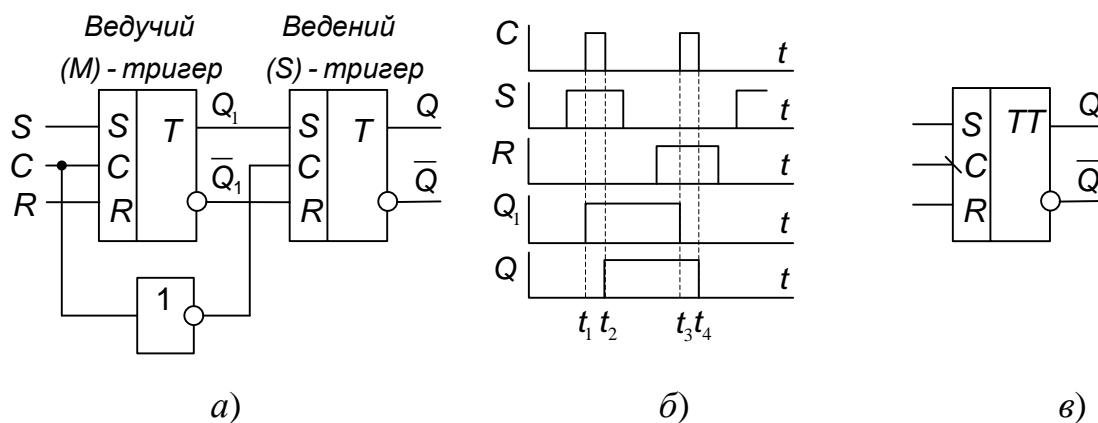 Ведучий
(M) - тригер
Ведений
(S) - тригер
S
C
R
S
C
R
T
Q₁
Q̅₁
S
C
R
T
Q
Q̅
1
а)
C
t
S
t
R
t
Q₁
t
Q
t
t₁ t₂ t₃ t₄
б)
S
C
R
TT
Q
Q̅
в)